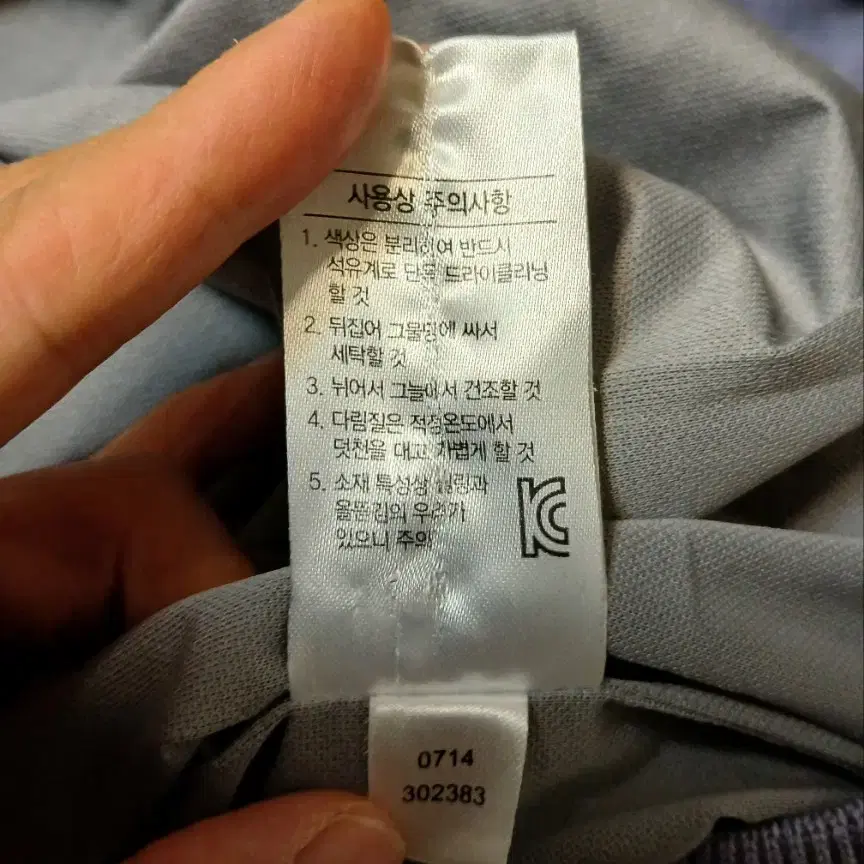 사용상 주의사항
1. 색상은 분리하여 반드시
석유계로 단독 드라이클리닝
할 것
2. 뒤집어 그물망에 싸서
세탁할 것
3. 뉘어서 그늘에서 건조할 것
4. 다림질은 적정온도에서
덧천을 대고 가볍게 할 것
5. 소재 특성상 필링과
올뜯김의 우려가
있으니 주의
KC
0714
302383